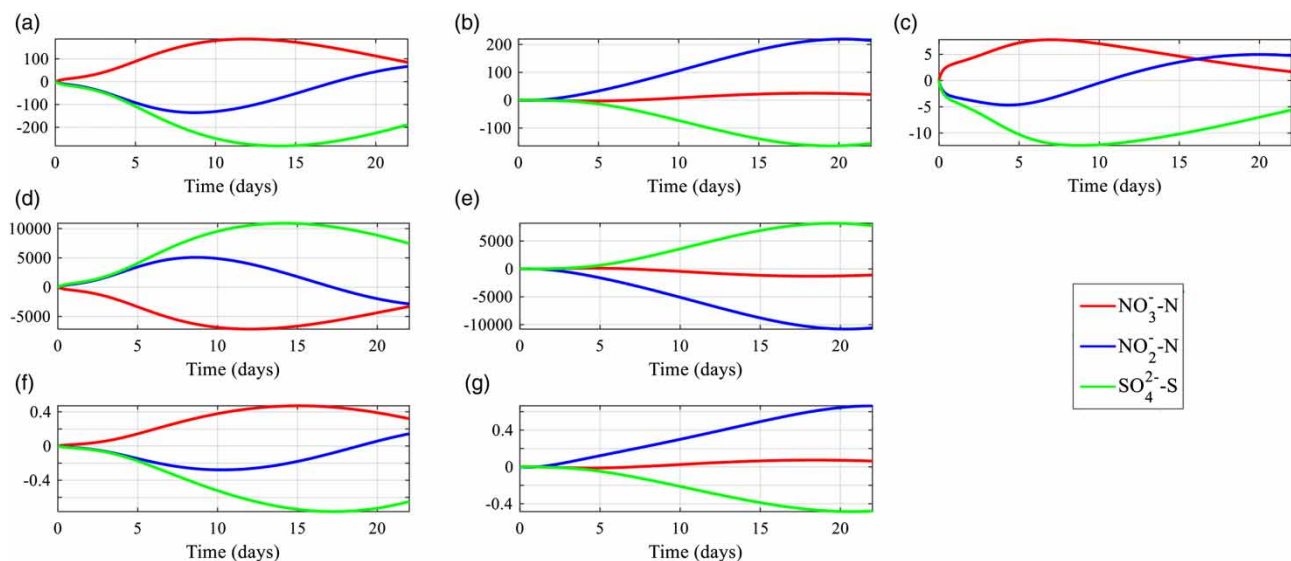 (a)
100
0
-100
-200
0 5 10 15 20
Time (days)
(b)
200
100
0
-100
0 5 10 15 20
Time (days)
(c)
5
0
-5
-10
0 5 10 15 20
Time (days)
(d)
10000
5000
0
-5000
0 5 10 15 20
Time (days)
(e)
5000
0
-5000
-10000
0 5 10 15 20
Time (days)
NO₃⁻-N
NO₂⁻-N
SO₄²⁻-S
(f)
0.4
0
-0.4
0 5 10 15 20
Time (days)
(g)
0.4
0
-0.4
0 5 10 15 20
Time (days)